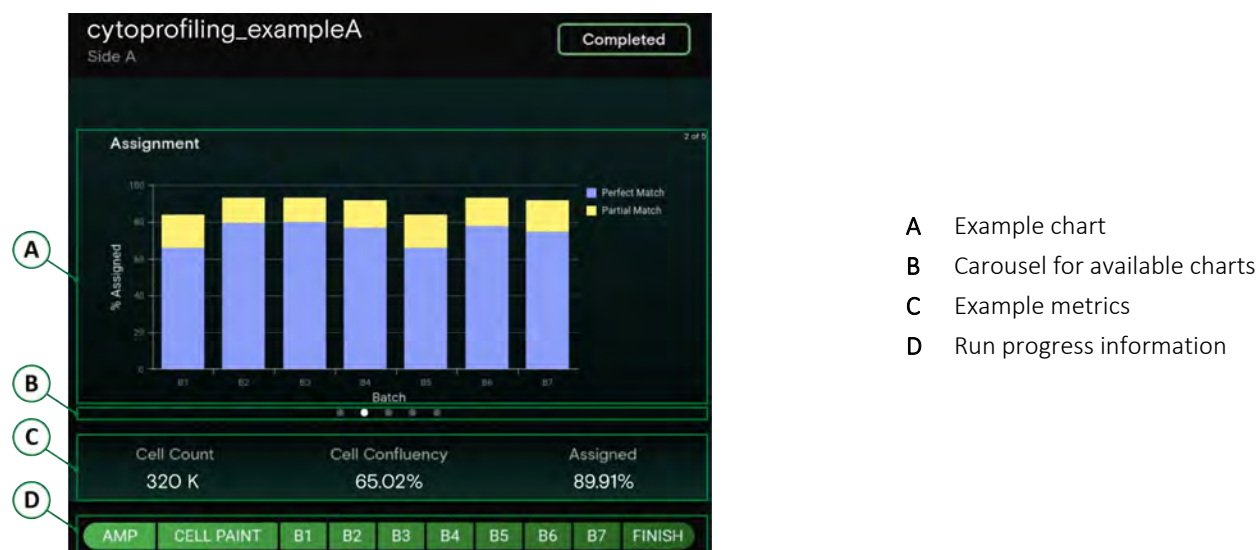 cytoprofiling_exampleA
Side A
Completed
Assignment
2 of 5
100
80
60
40
20
0
% Assigned
B1 B2 B3 B4 B5 B6 B7
Batch
Perfect Match
Partial Match
Cell Count Cell Confluency Assigned
320 K 65.02% 89.91%
AMP CELL PAINT B1 B2 B3 B4 B5 B6 B7 FINISH
A
B
C
D
A Example chart
B Carousel for available charts
C Example metrics
D Run progress information